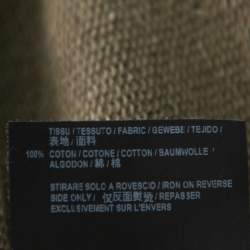 TISSU / TESSUTO / FABRIC / GEWEBE / TEJIDO /
表地 / 面料
100% COTON / COTONE / COTTON / BAUMWOLLE /
ALGODON / 綿 / 棉
STIRARE SOLO A ROVESCIO / IRON ON REVERSE
SIDE ONLY / 仅反面熨烫 / REPASSER
EXCLUSIVEMENT SUR L'ENVERS